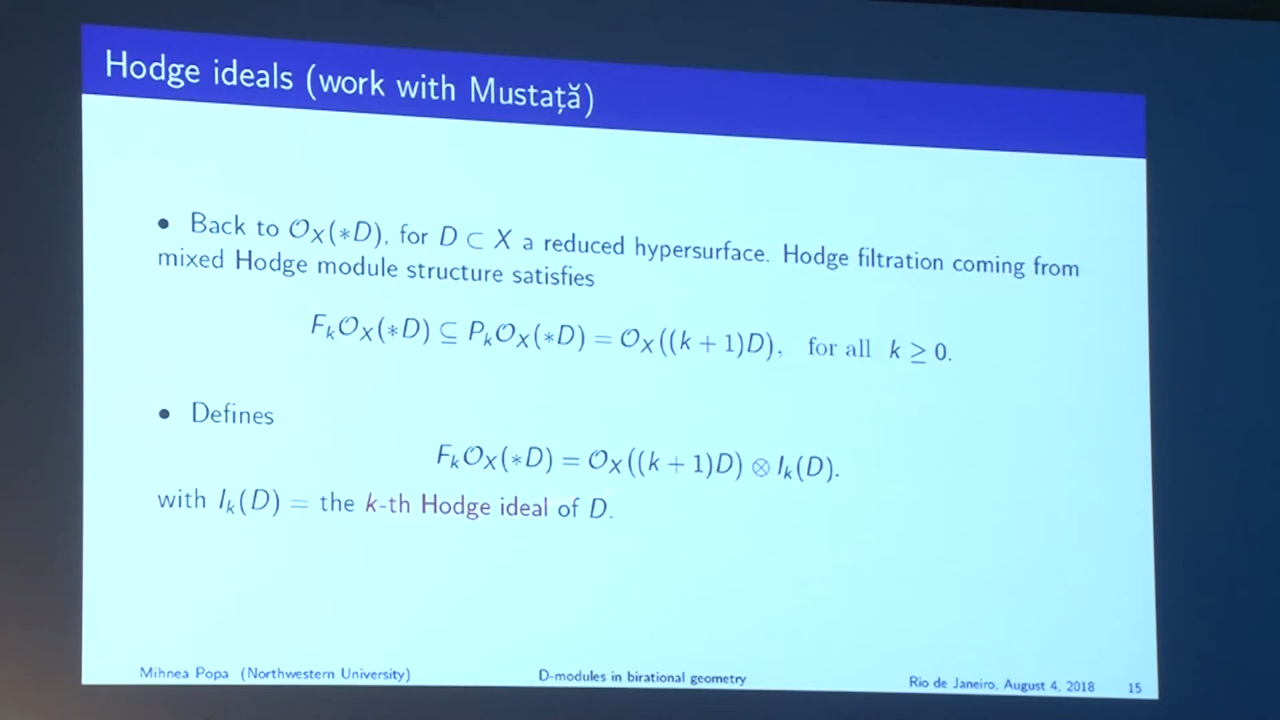 Hodge ideals (work with Mustață)
• Back to 𝒪_X(∗D), for D ⊂ X a reduced hypersurface. Hodge filtration coming from
mixed Hodge module structure satisfies
F_k𝒪_X(∗D) ⊆ P_k𝒪_X(∗D) = 𝒪_X((k + 1)D), for all k ≥ 0.
• Defines
F_k𝒪_X(∗D) = 𝒪_X((k + 1)D) ⊗ I_k(D).
with I_k(D) = the k-th Hodge ideal of D.
Mihnea Popa (Northwestern University) D-modules in birational geometry Rio de Janeiro, August 4, 2018 15